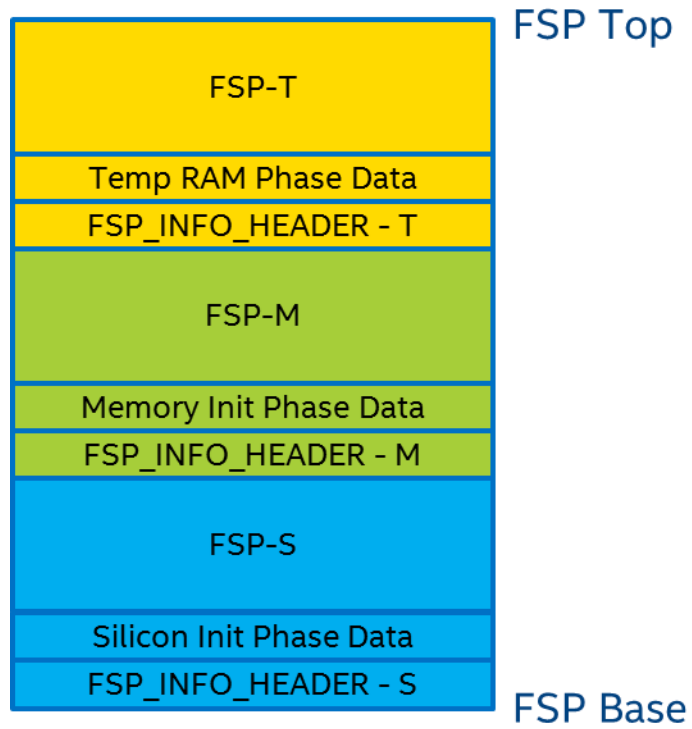 FSP Top
FSP-T
Temp RAM Phase Data
FSP_INFO_HEADER - T
FSP-M
Memory Init Phase Data
FSP_INFO_HEADER - M
FSP-S
Silicon Init Phase Data
FSP_INFO_HEADER - S
FSP Base